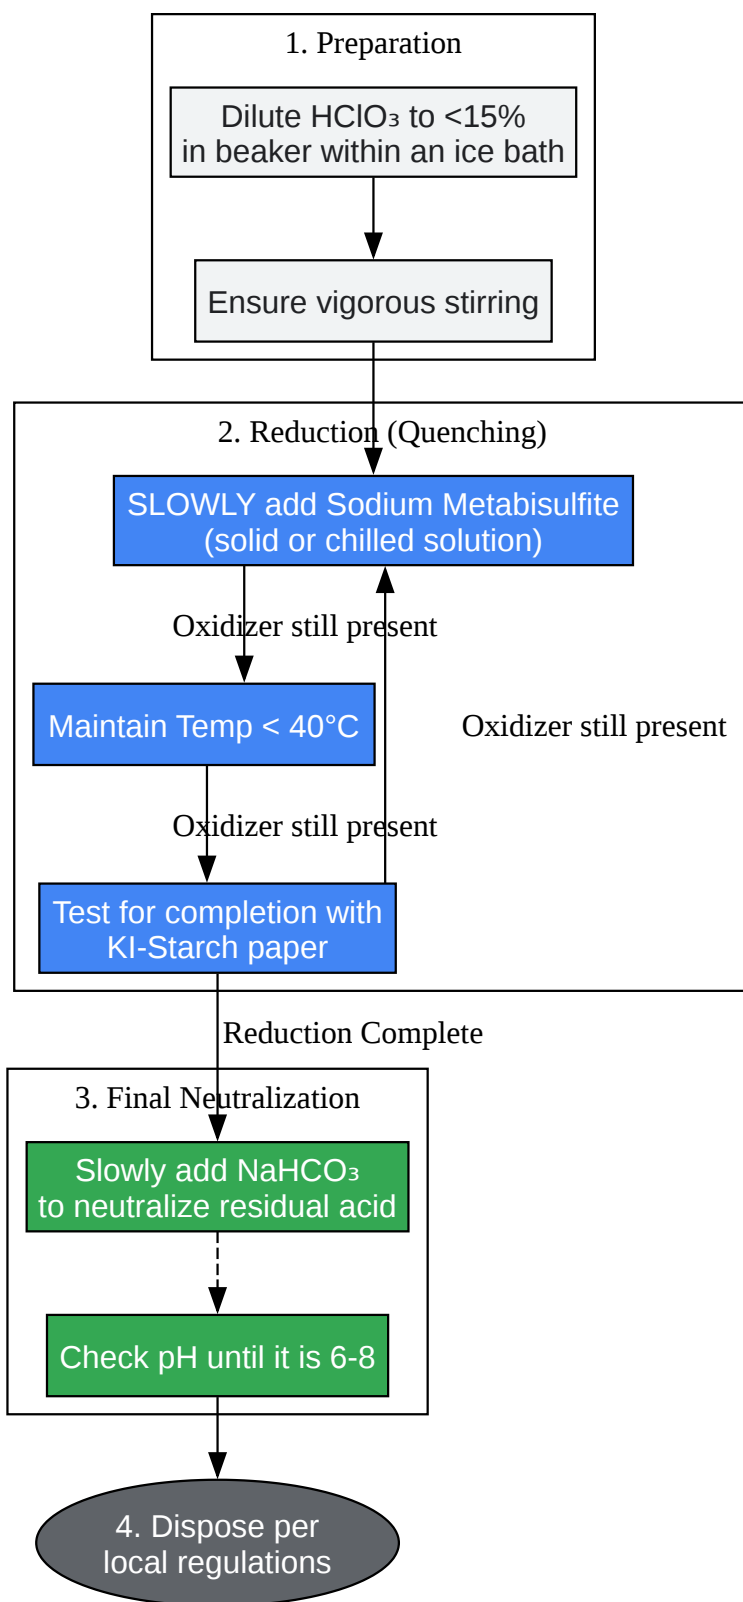 1. Preparation
Dilute HClO₃ to <15%
in beaker within an ice bath
Ensure vigorous stirring
2. Reduction (Quenching)
SLOWLY add Sodium Metabisulfite
(solid or chilled solution)
Oxidizer still present
Maintain Temp < 40°C
Oxidizer still present
Oxidizer still present
Test for completion with
KI-Starch paper
Reduction Complete
3. Final Neutralization
Slowly add NaHCO₃
to neutralize residual acid
Check pH until it is 6-8
4. Dispose per
local regulations